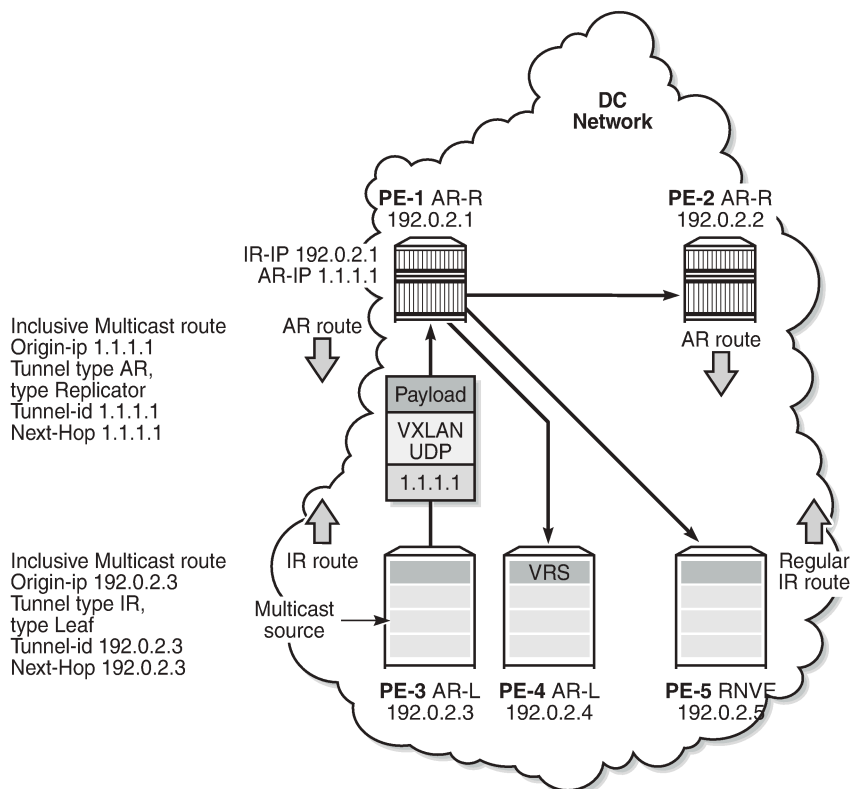 DC
Network
PE-1 AR-R
192.0.2.1
PE-2 AR-R
192.0.2.2
IR-IP 192.0.2.1
AR-IP 1.1.1.1
Inclusive Multicast route
Origin-ip 1.1.1.1
Tunnel type AR,
type Replicator
Tunnel-id 1.1.1.1
Next-Hop 1.1.1.1
AR route
AR route
Payload
VXLAN
UDP
1.1.1.1
Inclusive Multicast route
Origin-ip 192.0.2.3
Tunnel type IR,
type Leaf
Tunnel-id 192.0.2.3
Next-Hop 192.0.2.3
IR route
Multicast
source
VRS
Regular
IR route
PE-3 AR-L
192.0.2.3
PE-4 AR-L
192.0.2.4
PE-5 RNVE
192.0.2.5